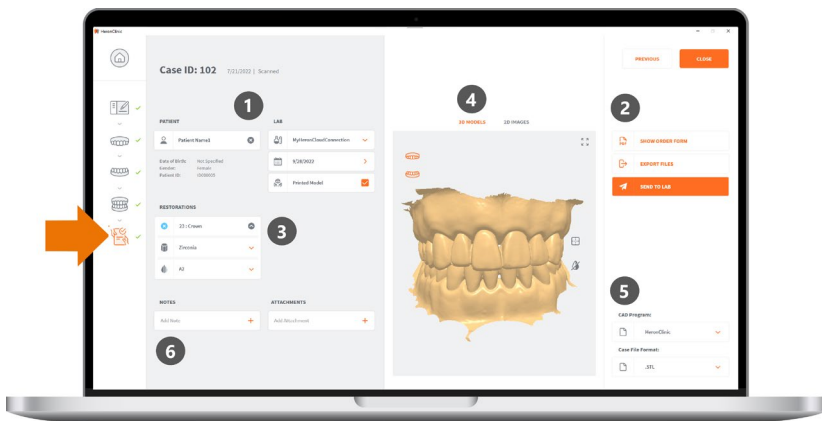 HeronClinic
Case ID: 102 7/21/2022 | Scanned
PREVIOUS
CLOSE
1
4
2
PATIENT
LAB
3D MODELS
2D IMAGES
Patient Name1
MyHeronCloudConnection
PDF
SHOW ORDER FORM
Date of Birth Not Specified
Gender: Female
Patient ID:
9/28/2022
EXPORT FILES
Printed Model
SEND TO LAB
RESTORATIONS
23 : Crown
3
Zirconia
A2
5
NOTES
ATTACHMENTS
CAD Program:
Add Note
Add Attachment
HeronClinic
6
Case File Format:
.STL